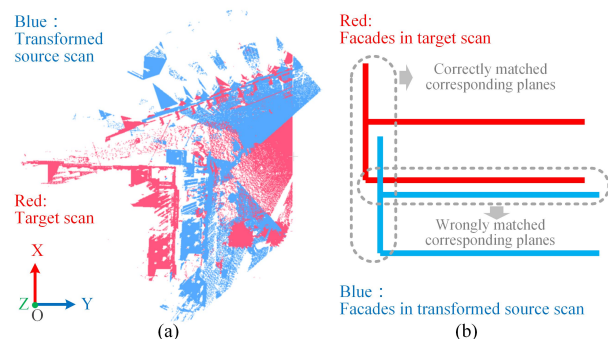 Blue :
Transformed
source scan
Red:
Target scan
X
Z
O
Y
(a)
Red:
Facades in target scan
Correctly matched
corresponding planes
Wrongly matched
corresponding planes
Blue :
Facades in transformed source scan
(b)